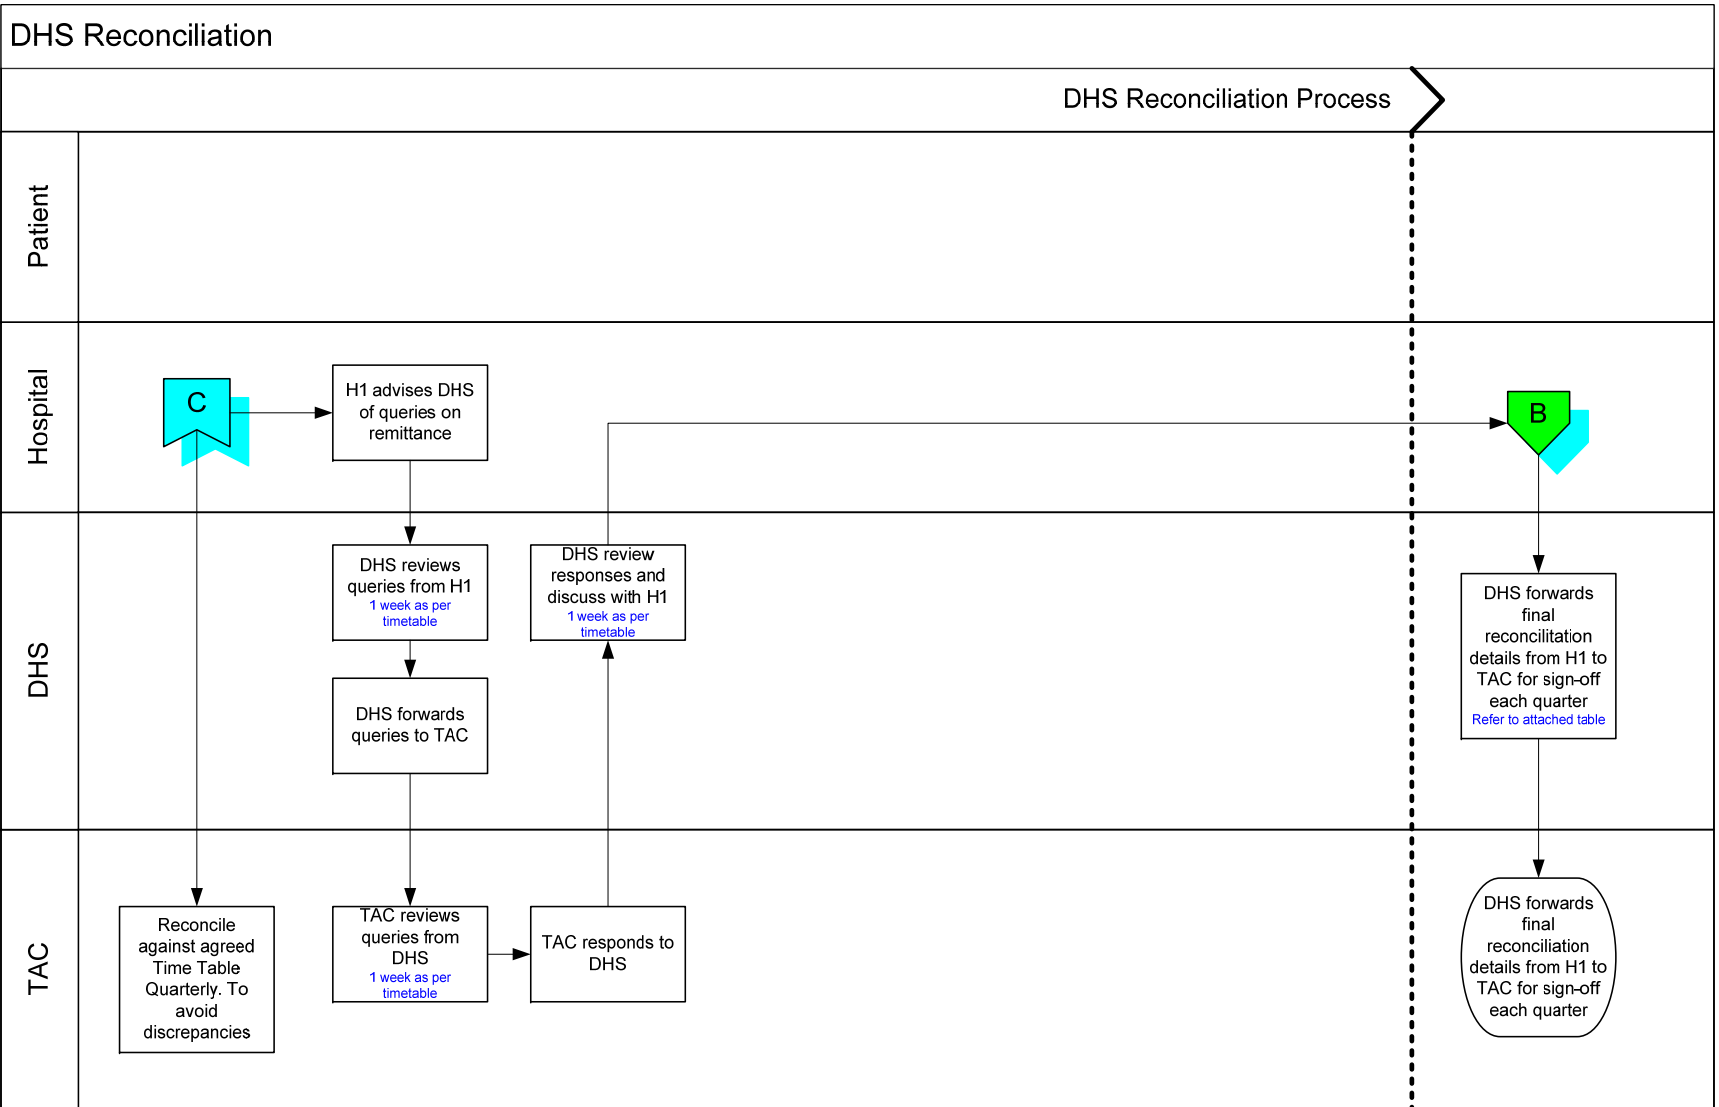 DHS Reconciliation
DHS Reconciliation Process
Patient
Hospital
C
H1 advises DHS
of queries on
remittance
B
DHS
DHS reviews
queries from H1
1 week as per
timetable
DHS review
responses and
discuss with H1
1 week as per
timetable
DHS forwards
queries to TAC
DHS forwards
final
reconcilitation
details from H1 to
TAC for sign-off
each quarter
Refer to attached table
TAC
Reconcile
against agreed
Time Table
Quarterly. To
avoid
discrepancies
TAC reviews
queries from
DHS
1 week as per
timetable
TAC responds to
DHS
DHS forwards
final
reconciliation
details from H1 to
TAC for sign-off
each quarter